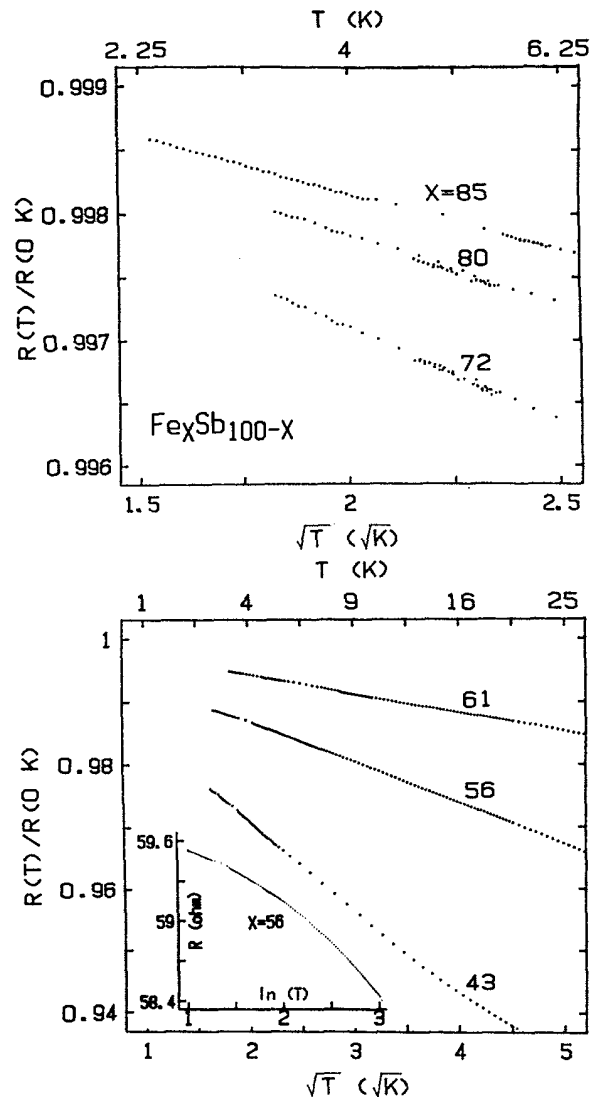 T (K)
2.25 4 6.25
0.999
0.998
0.997
0.996
R(T)/R(0 K)
X=85
80
72
FeXSb100-X
1.5 2 2.5
√T (√K)
T (K)
1 4 9 16 25
1
0.98
0.96
0.94
R(T)/R(0 K)
61
56
43
59.6
59
58.4
R (ohm)
X=56
ln (T)
1 2 3
1 2 3 4 5
√T (√K)